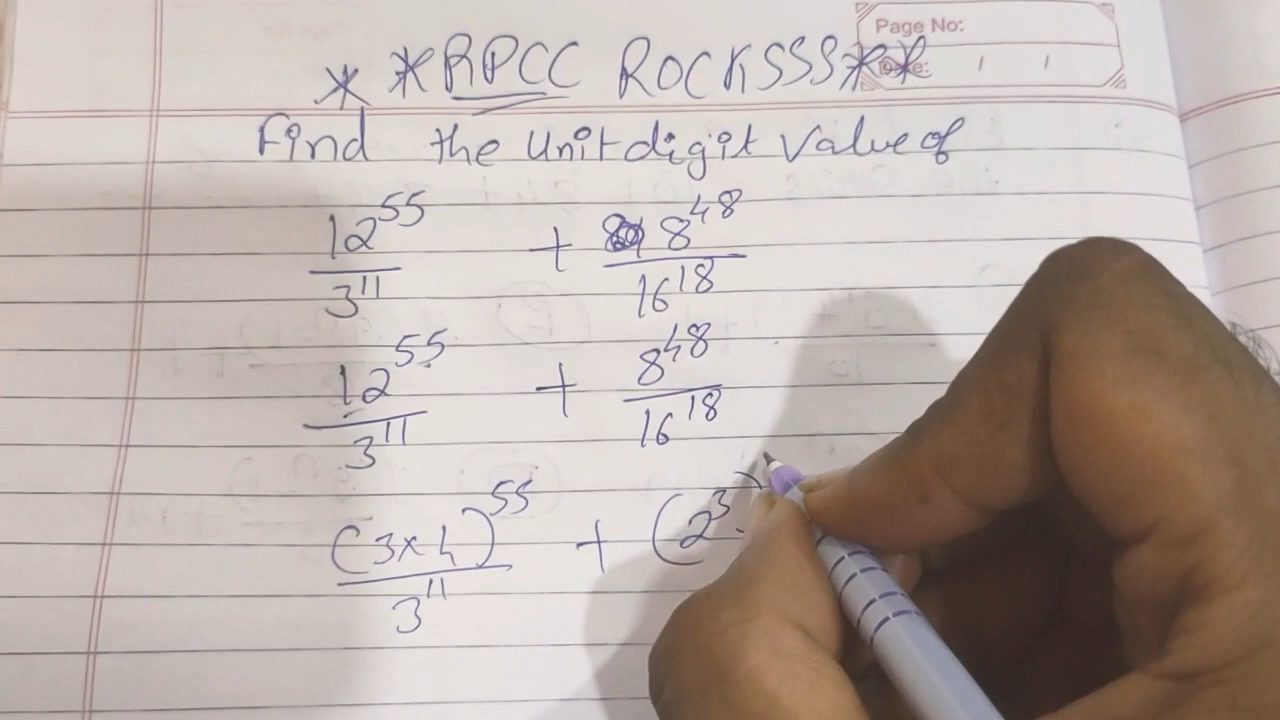 Page No:
* *RPCC ROCKSSS**
Find the Unit digit Value of
12^55 / 3^11 + 8^48 / 16^18
12^55 / 3^11 + 8^48 / 16^18
(3×4)^55 / 3^11 + (2^3)